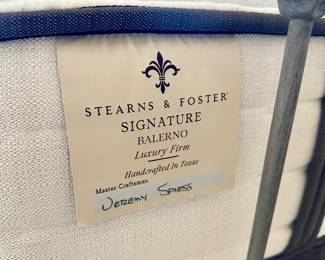 STEARNS & FOSTER®
SIGNATURE
BALERNO
Luxury Firm
Handcrafted In Texas
Master Craftsman
Jeremy Spiess